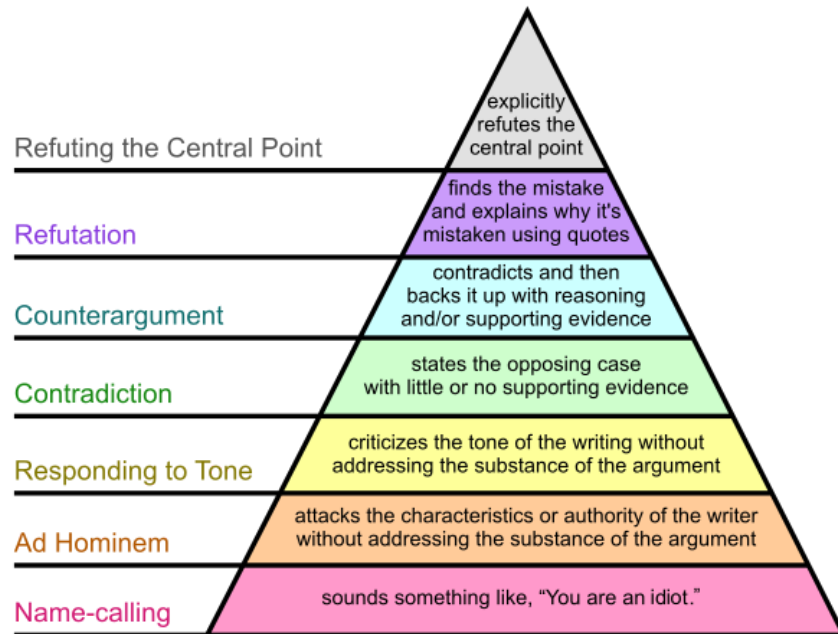 explicitly
refutes the
central point
Refuting the Central Point
finds the mistake
and explains why it's
mistaken using quotes
Refutation
contradicts and then
backs it up with reasoning
and/or supporting evidence
Counterargument
states the opposing case
with little or no supporting evidence
Contradiction
criticizes the tone of the writing without
addressing the substance of the argument
Responding to Tone
attacks the characteristics or authority of the writer
without addressing the substance of the argument
Ad Hominem
sounds something like, “You are an idiot.”
Name-calling